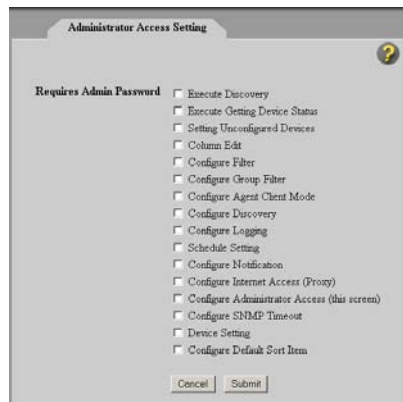 Administrator Access Setting
?
Requires Admin Password
Execute Discovery
Execute Getting Device Status
Setting Unconfigured Devices
Column Edit
Configure Filter
Configure Group Filter
Configure Agent Client Mode
Configure Discovery
Configure Logging
Schedule Setting
Configure Notification
Configure Internet Access (Proxy)
Configure Administrator Access (this screen)
Configure SNMP Timeout
Device Setting
Configure Default Sort Item
Cancel Submit